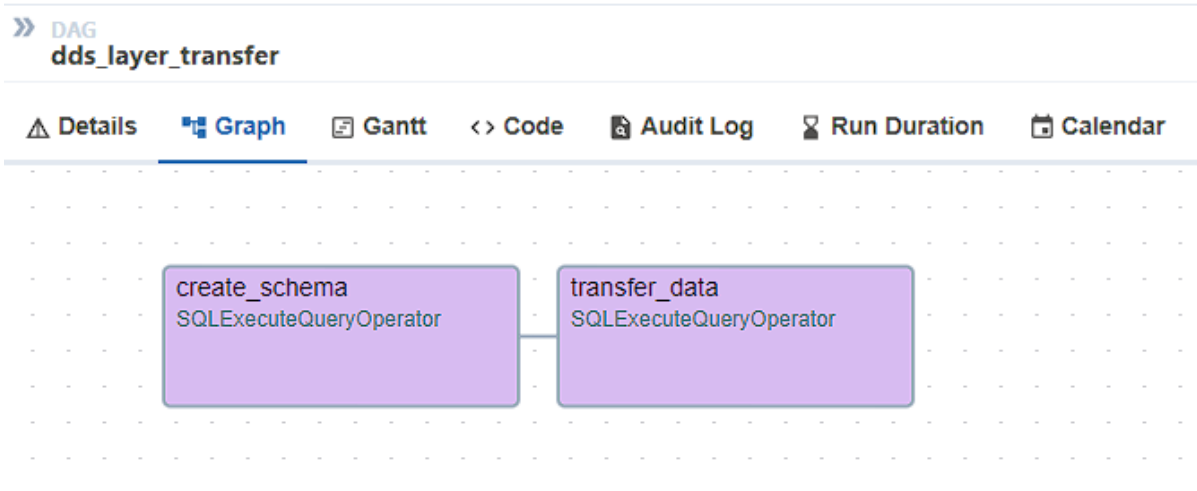 DAG
dds_layer_transfer
Details Graph Gantt Code Audit Log Run Duration Calendar
create_schema
SQLExecuteQueryOperator
transfer_data
SQLExecuteQueryOperator